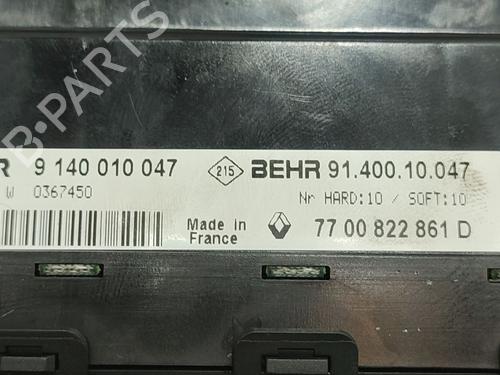 B-PARTS
R 9 140 010 047 215 BEHR 91.400.10.047
W 0367450 Nr HARD:10 / SOFT:10
Made in
France
77 00 822 861 D